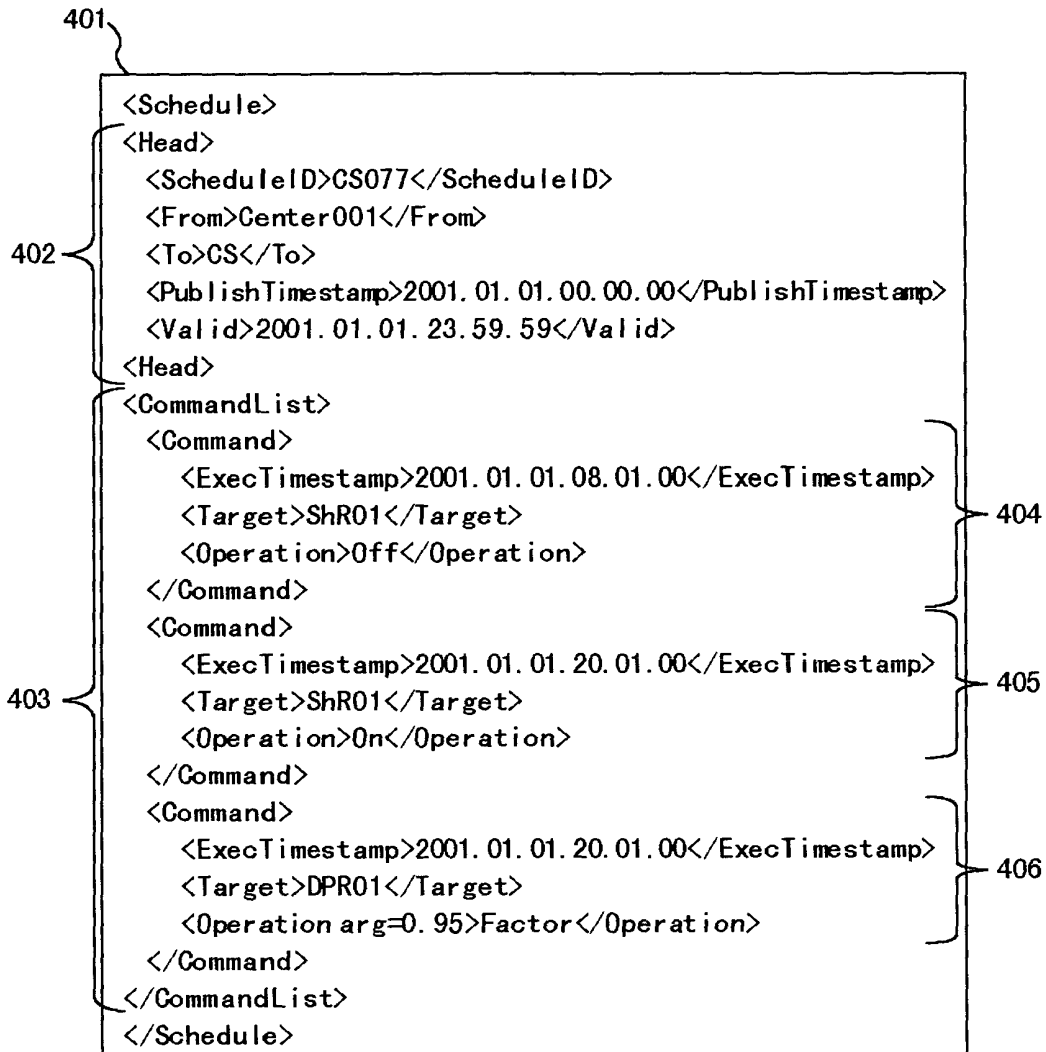 401
<Schedule>
<Head>
<ScheduleID>CS077</ScheduleID>
<From>Center001</From>
402
<To>CS</To>
<PublishTimestamp>2001.01.01.00.00.00</PublishTimestamp>
<Valid>2001.01.01.23.59.59</Valid>
<Head>
<CommandList>
<Command>
<ExecTimestamp>2001.01.01.08.01.00</ExecTimestamp>
<Target>ShR01</Target>
404
<Operation>Off</Operation>
</Command>
<Command>
<ExecTimestamp>2001.01.01.20.01.00</ExecTimestamp>
405
403
<Target>ShR01</Target>
<Operation>On</Operation>
</Command>
<Command>
<ExecTimestamp>2001.01.01.20.01.00</ExecTimestamp>
406
<Target>DPR01</Target>
<Operation arg=0.95>Factor</Operation>
</Command>
</CommandList>
</Schedule>